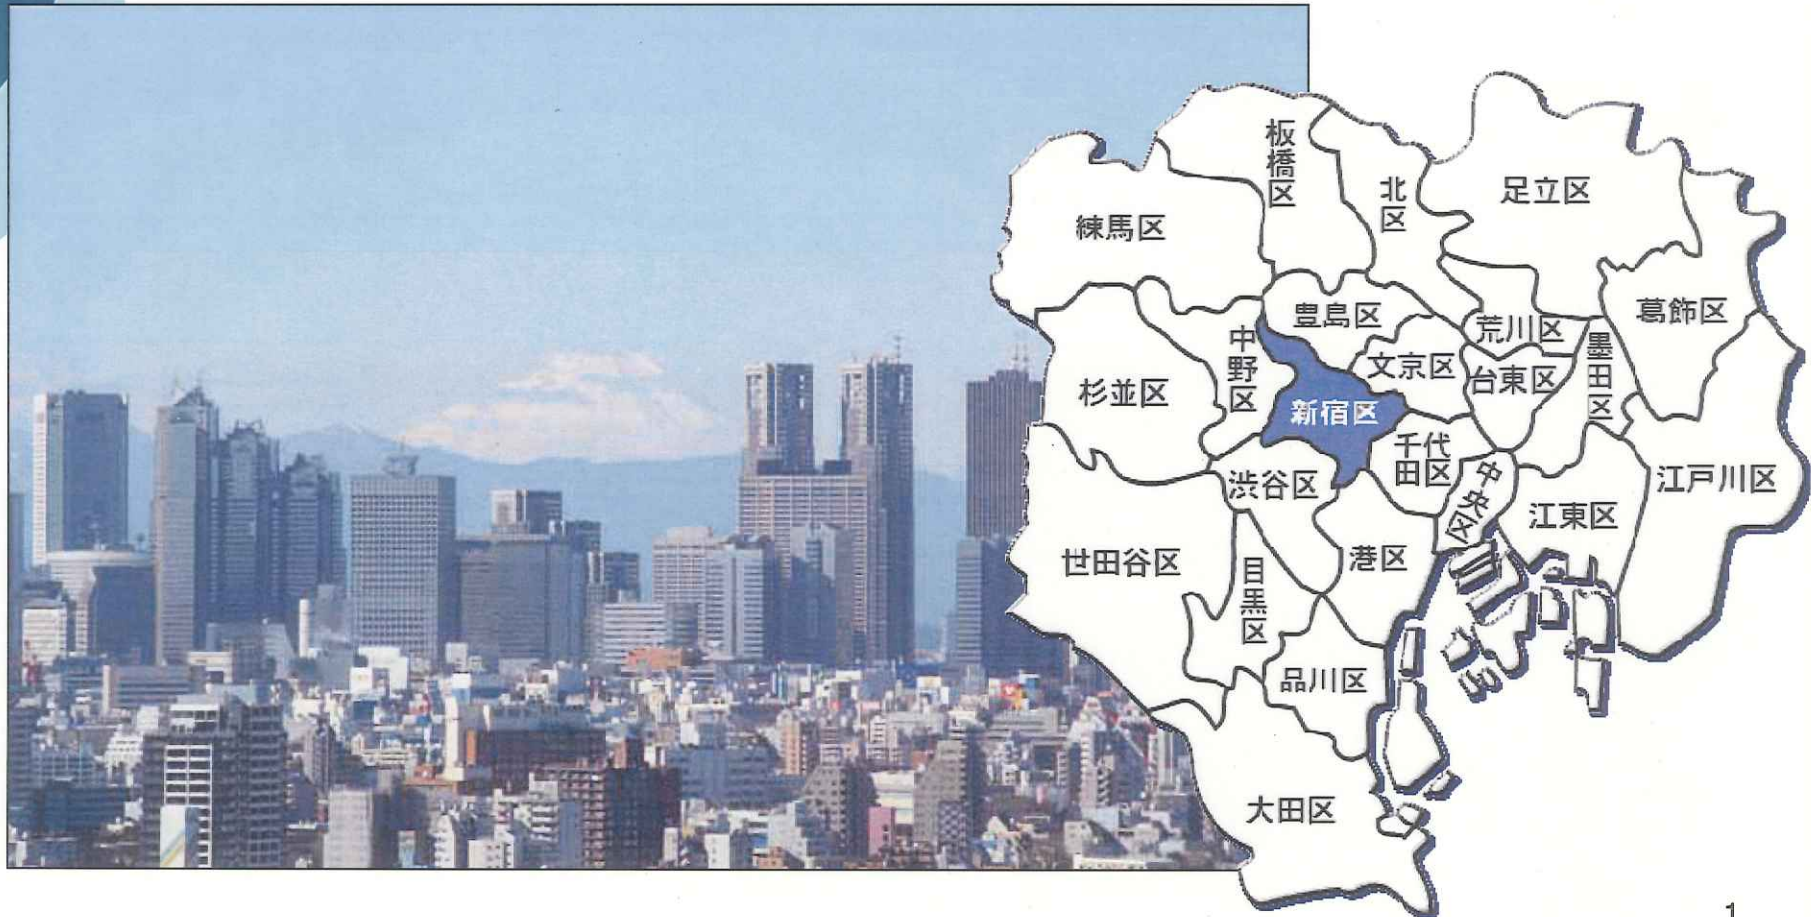 板橋区
北区
足立区
練馬区
豊島区
荒川区
葛飾区
中野区
文京区
台東区
墨田区
杉並区
新宿区
千代
田区
渋谷区
中央区
江東区
江戸川区
世田谷区
目黒区
港区
品川区
大田区
1